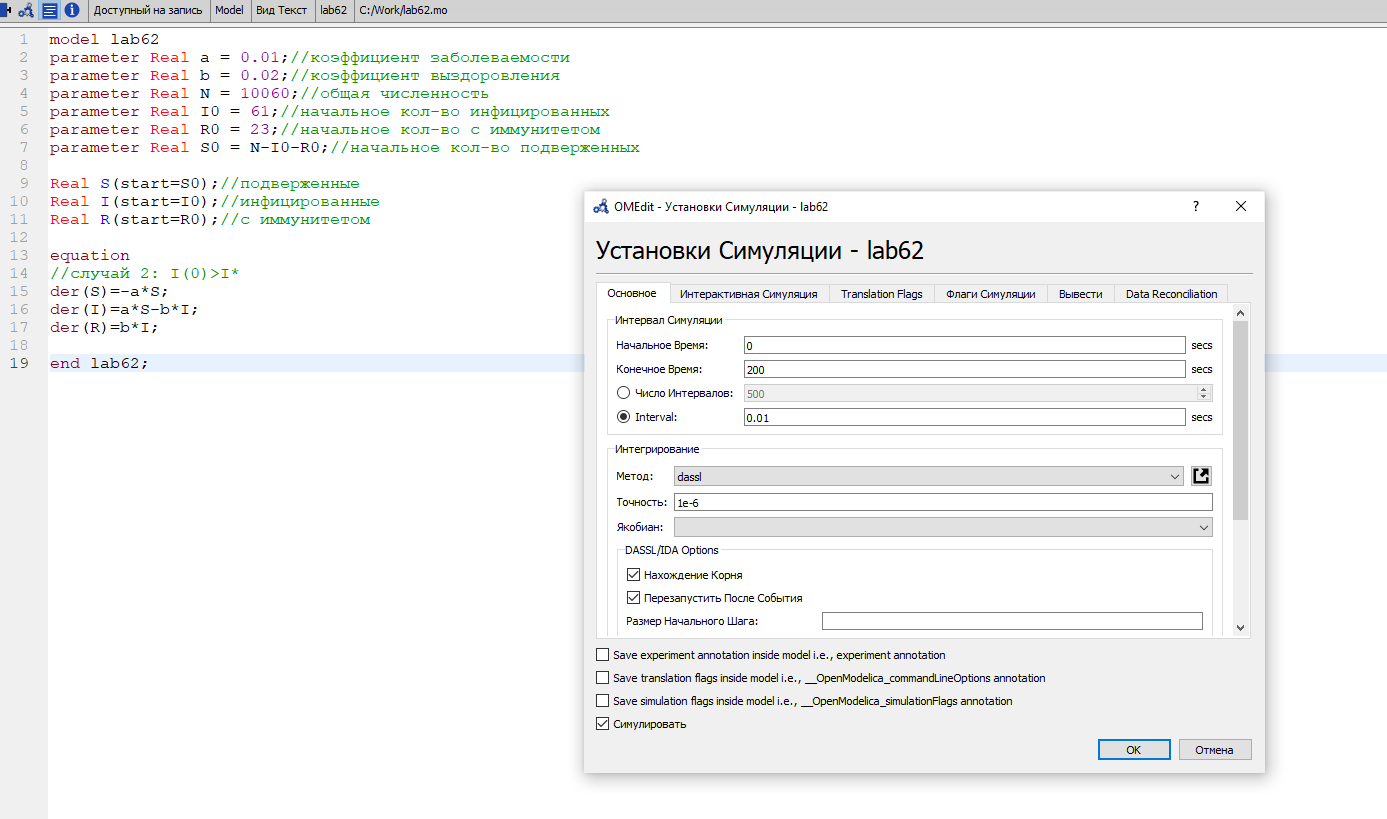 Доступный на запись Model Вид Текст lab62 C:/Work/lab62.mo
1 model lab62
2 parameter Real a = 0.01;//коэффициент заболеваемости
3 parameter Real b = 0.02;//коэффициент выздоровления
4 parameter Real N = 10060;//общая численность
5 parameter Real I0 = 61;//начальное кол-во инфицированных
6 parameter Real R0 = 23;//начальное кол-во с иммунитетом
7 parameter Real S0 = N-I0-R0;//начальное кол-во подверженных
8
9 Real S(start=S0);//подверженные
10 Real I(start=I0);//инфицированные
11 Real R(start=R0);//с иммунитетом
12
13 equation
14 //случай 2: I(0)>I*
15 der(S)=-a*S;
16 der(I)=a*S-b*I;
17 der(R)=b*I;
18
19 end lab62;
OMEdit - Установки Симуляции - lab62 ?
Установки Симуляции - lab62
Основное Интерактивная Симуляция Translation Flags Флаги Симуляции Вывести Data Reconciliation
Интервал Симуляции
Начальное Время: 0 secs
Конечное Время: 200 secs
Число Интервалов: 500
Interval: 0.01 secs
Интегрирование
Метод: dassl
Точность: 1e-6
Якобиан:
DASSL/IDA Options
Нахождение Корня
Перезапустить После События
Размер Начального Шага:
Save experiment annotation inside model i.e., experiment annotation
Save translation flags inside model i.e., __OpenModelica_commandLineOptions annotation
Save simulation flags inside model i.e., __OpenModelica_simulationFlags annotation
Симулировать
OK Отмена